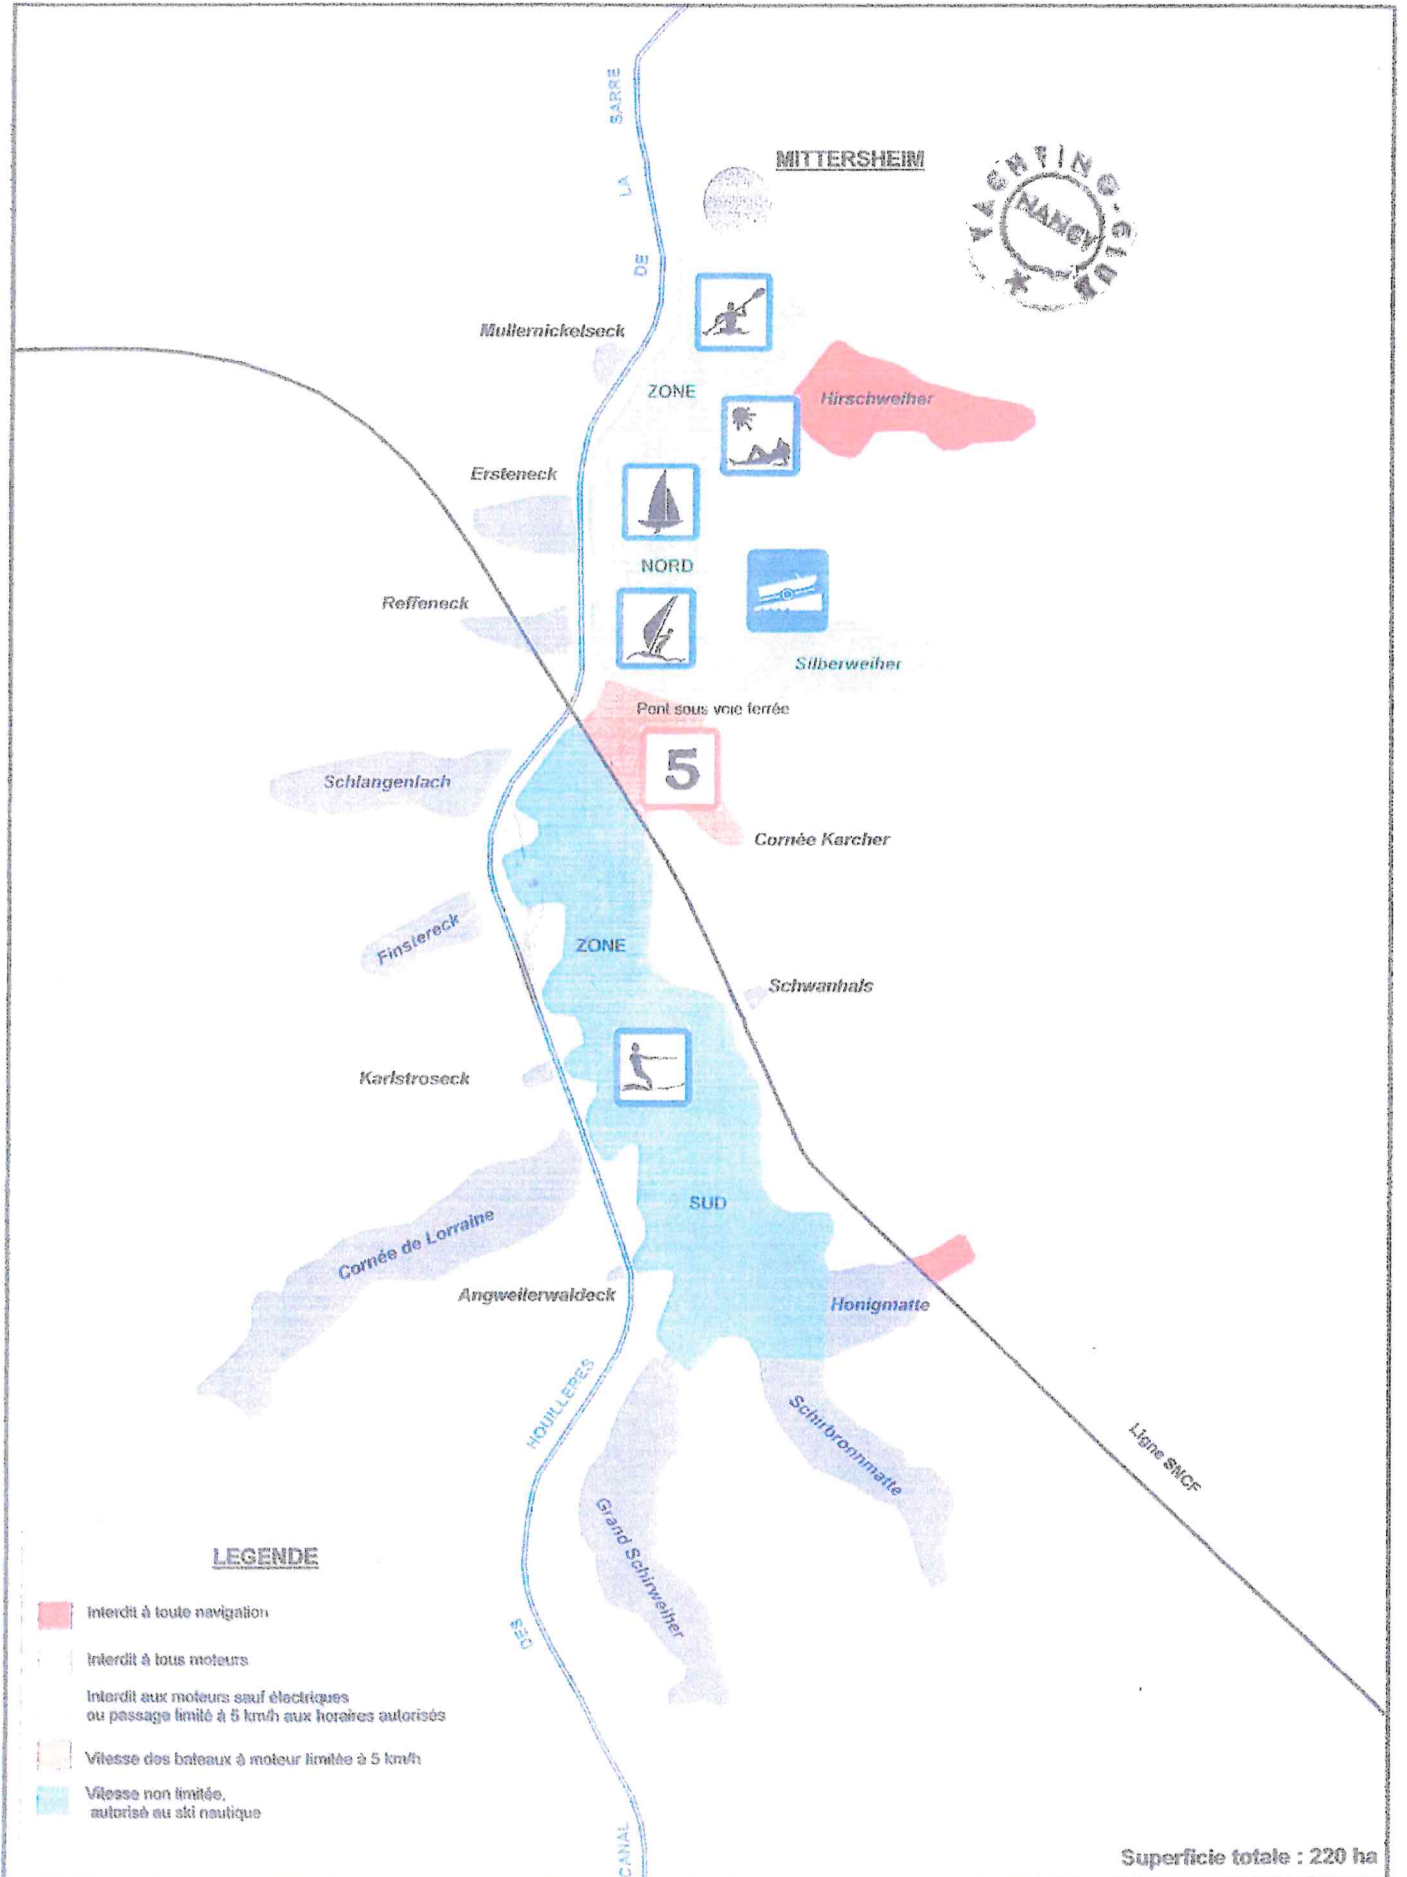 SARRE
LA
DE
MITTERSHEIM
YACHTING-CLUB
NANCY
Mullernickelseck
ZONE
Hirschweiher
Ersteneck
NORD
Reffeneck
Silberweiher
Pont sous voie ferrée
5
Schlangenlach
Cornée Karcher
Finstereck
ZONE
Schwanhals
Karlstroseck
SUD
Cornée de Lorraine
Angweilerwaldeck
Honigmatte
HOUILLERES
Schirbronnmatte
Ligne SNCF
Grand Schirweiher
DES
CANAL
LEGENDE
Interdit à toute navigation
Interdit à tous moteurs
Interdit aux moteurs sauf électriques
ou passage limité à 5 km/h aux horaires autorisés
Vitesse des bateaux à moteur limitée à 5 km/h
Vitesse non limitée,
autorisé au ski nautique
Superficie totale : 220 ha